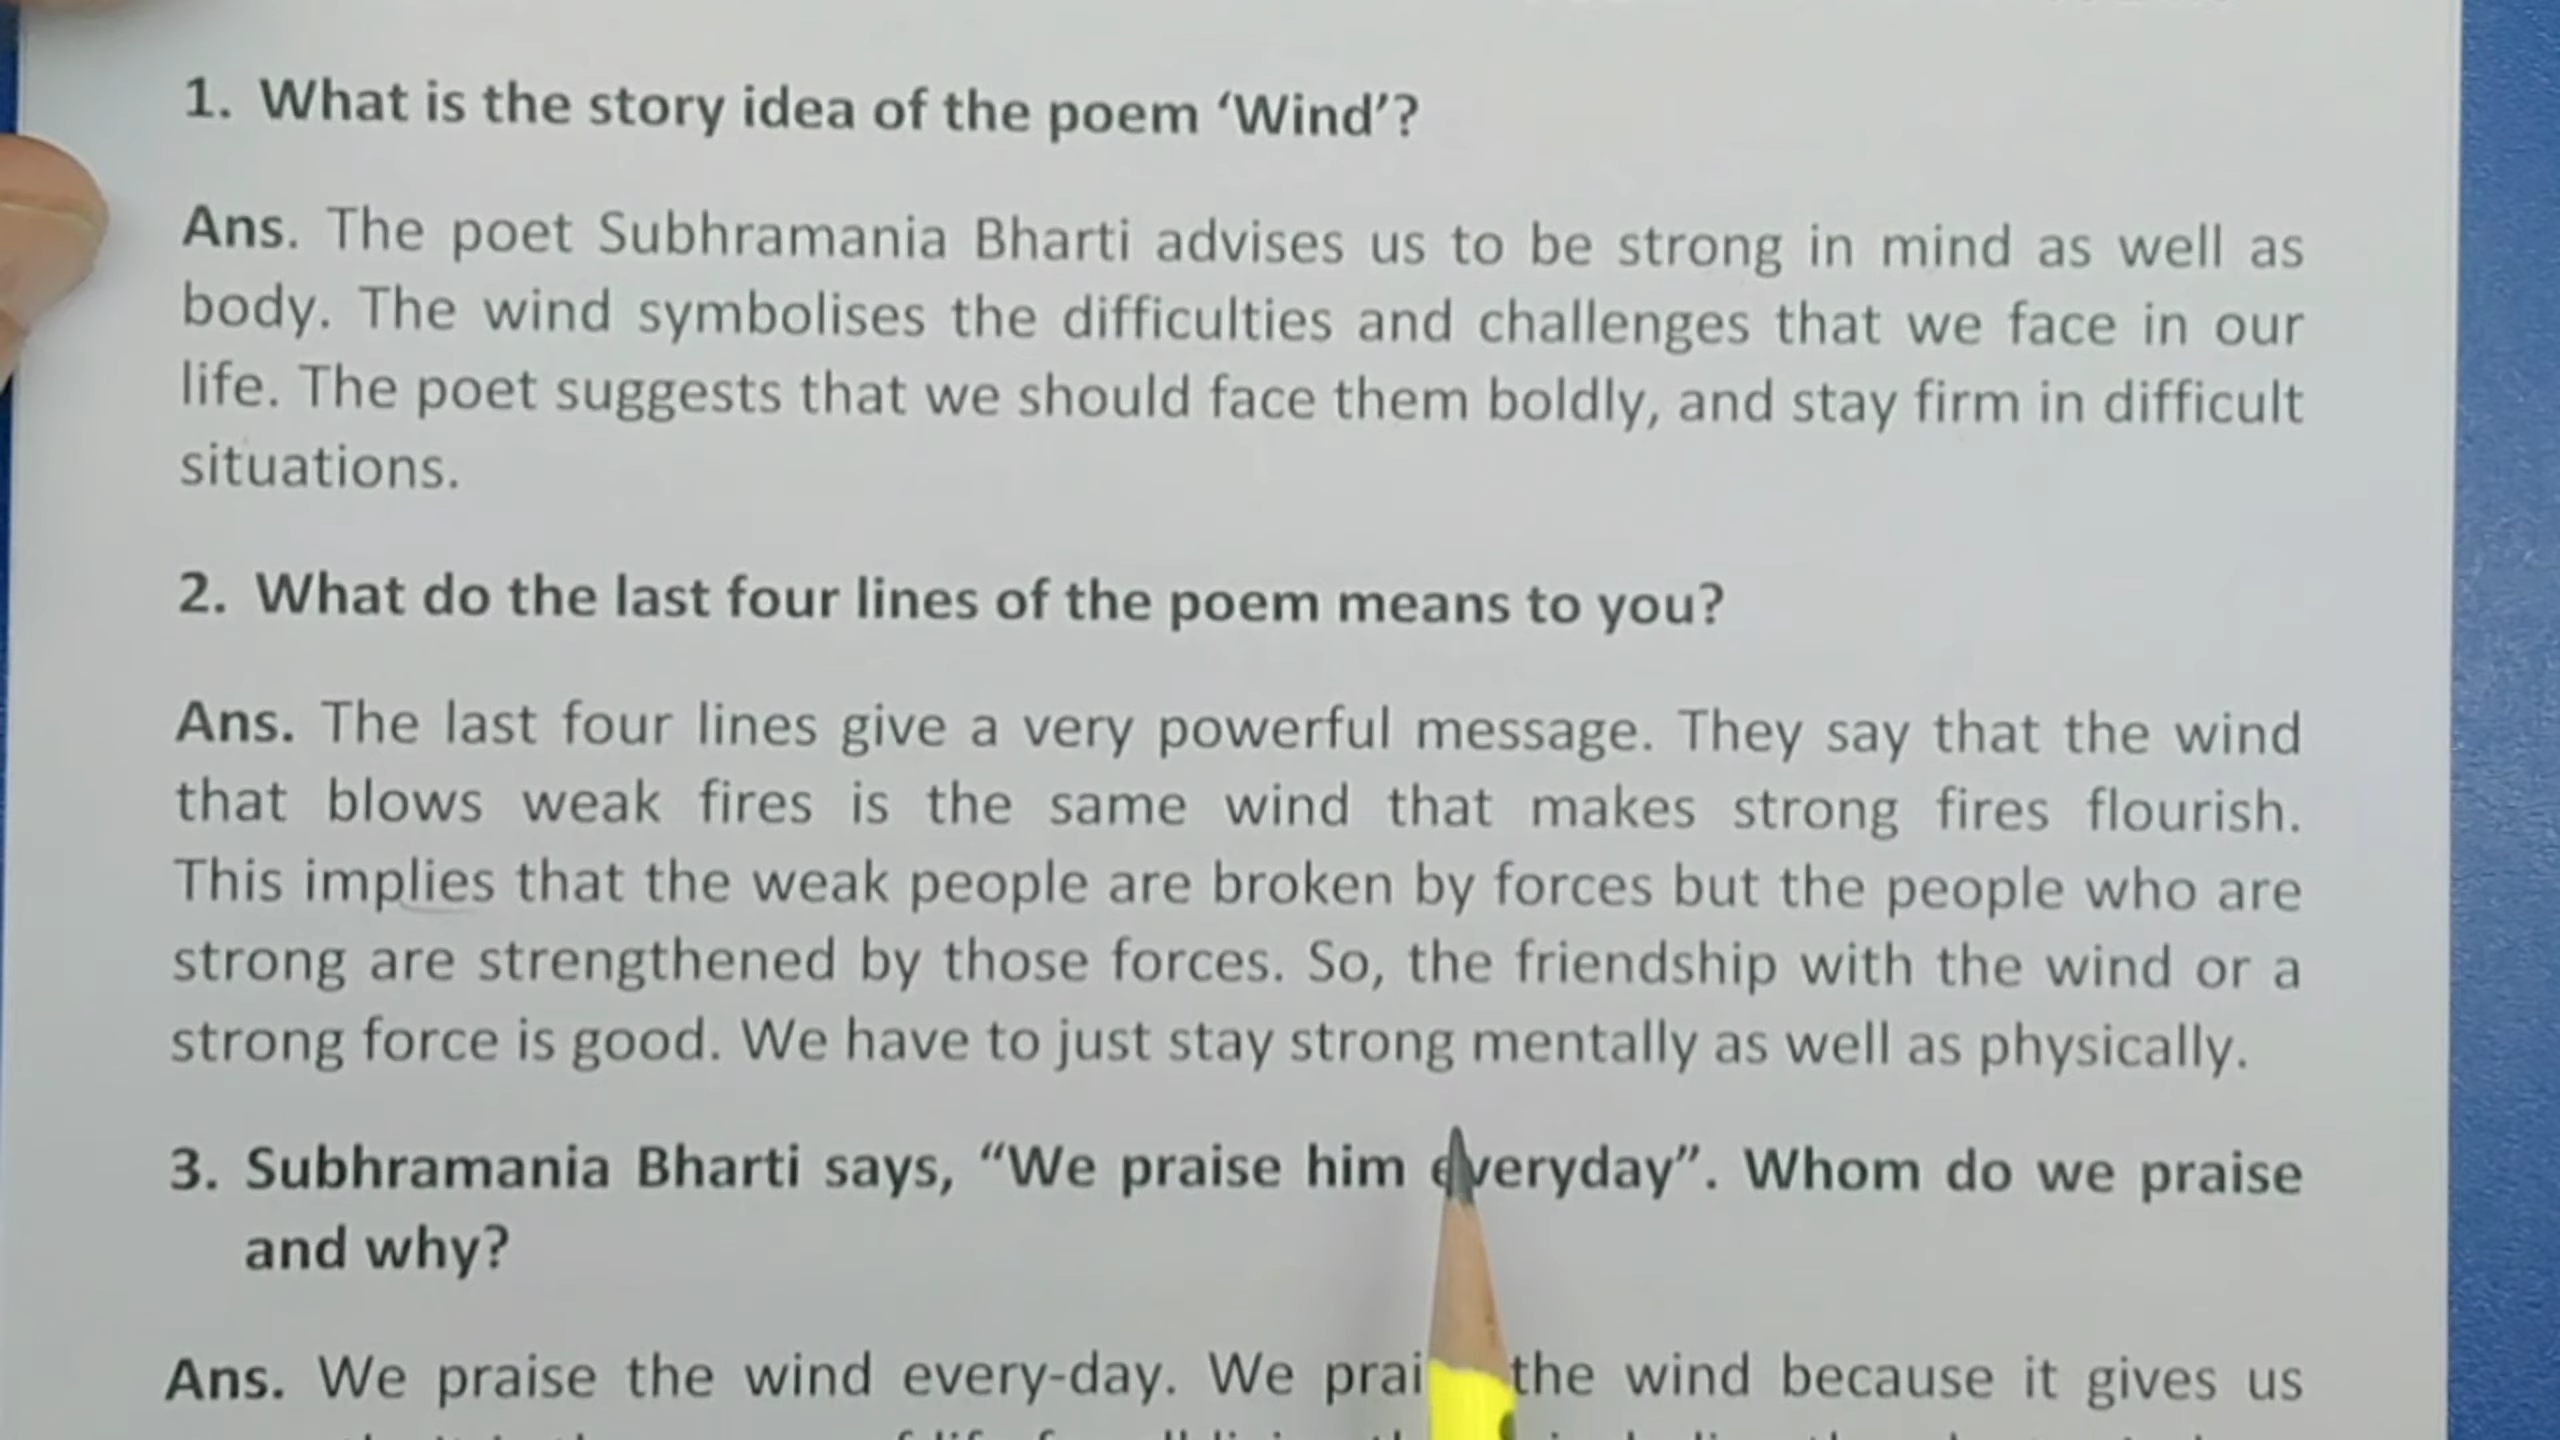 1. What is the story idea of the poem ‘Wind’?
Ans. The poet Subhramania Bharti advises us to be strong in mind as well as
body. The wind symbolises the difficulties and challenges that we face in our
life. The poet suggests that we should face them boldly, and stay firm in difficult
situations.
2. What do the last four lines of the poem means to you?
Ans. The last four lines give a very powerful message. They say that the wind
that blows weak fires is the same wind that makes strong fires flourish.
This implies that the weak people are broken by forces but the people who are
strong are strengthened by those forces. So, the friendship with the wind or a
strong force is good. We have to just stay strong mentally as well as physically.
3. Subhramania Bharti says, “We praise him everyday”. Whom do we praise
and why?
Ans. We praise the wind every-day. We the wind because it gives us